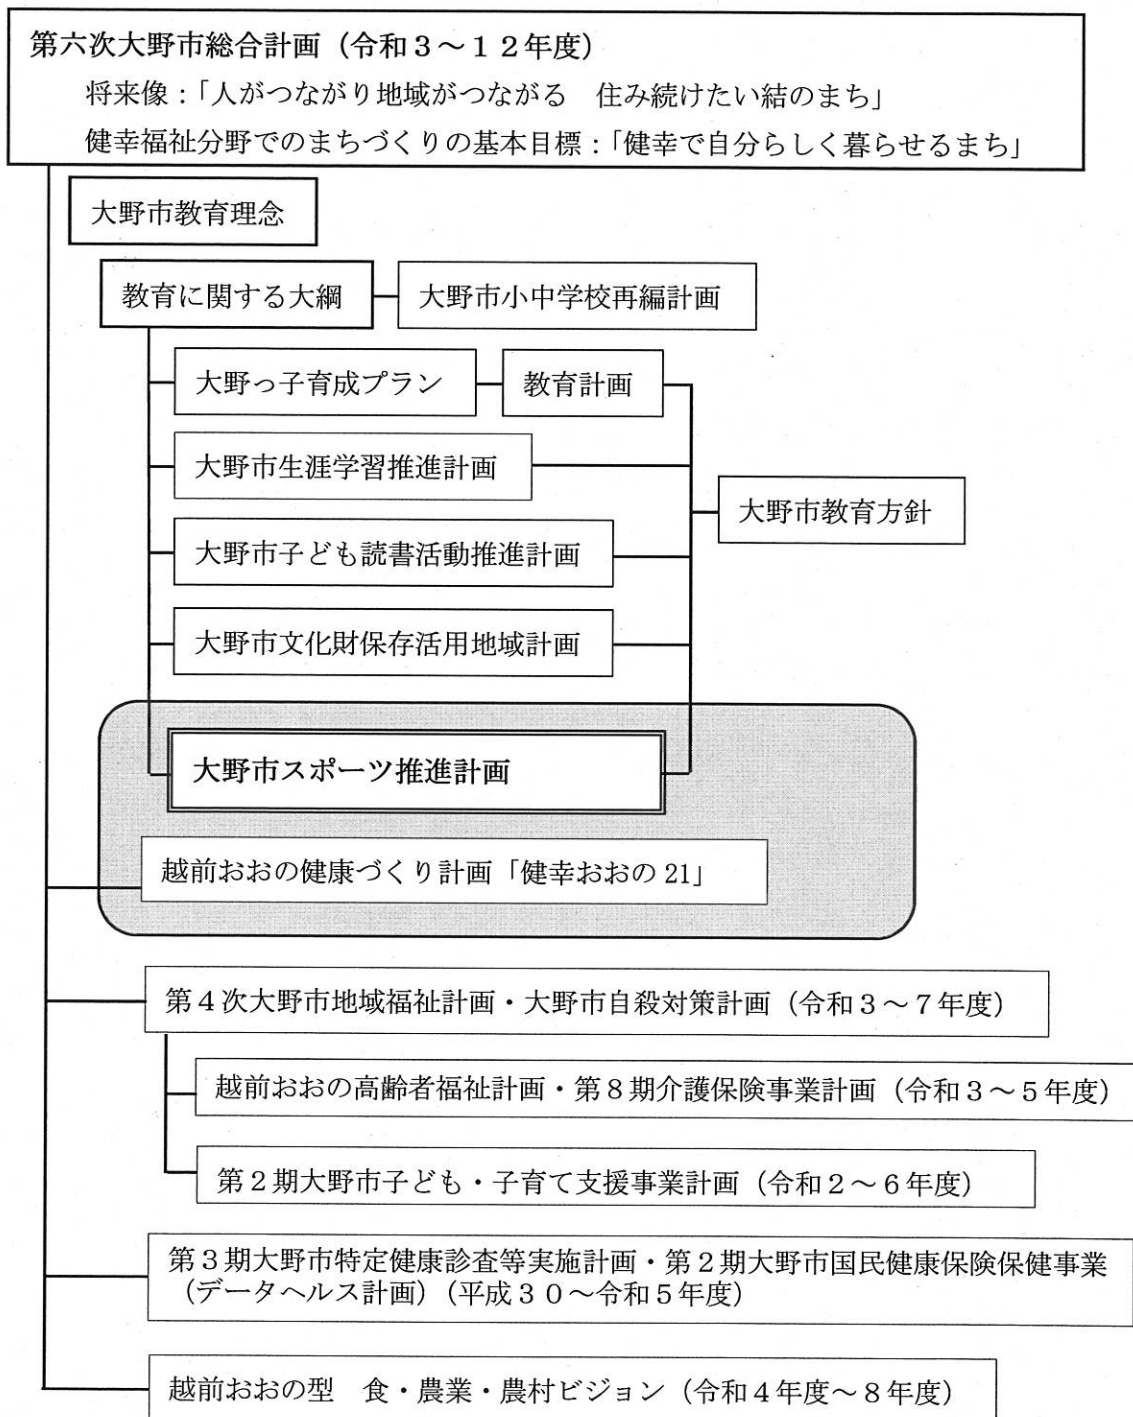 第六次大野市総合計画（令和３～１２年度）
将来像：「人がつながり地域がつながる　住み続けたい結のまち」
健幸福祉分野でのまちづくりの基本目標：「健幸で自分らしく暮らせるまち」
大野市教育理念
教育に関する大綱
大野市小中学校再編計画
大野っ子育成プラン
教育計画
大野市生涯学習推進計画
大野市教育方針
大野市子ども読書活動推進計画
大野市文化財保存活用地域計画
大野市スポーツ推進計画
越前おおの健康づくり計画「健幸おおの 21」
第４次大野市地域福祉計画・大野市自殺対策計画（令和３～７年度）
越前おおの高齢者福祉計画・第８期介護保険事業計画（令和３～５年度）
第２期大野市子ども・子育て支援事業計画（令和２～６年度）
第３期大野市特定健康診査等実施計画・第２期大野市国民健康保険保健事業
（データヘルス計画）（平成３０～令和５年度）
越前おおの型　食・農業・農村ビジョン（令和４年度～８年度）